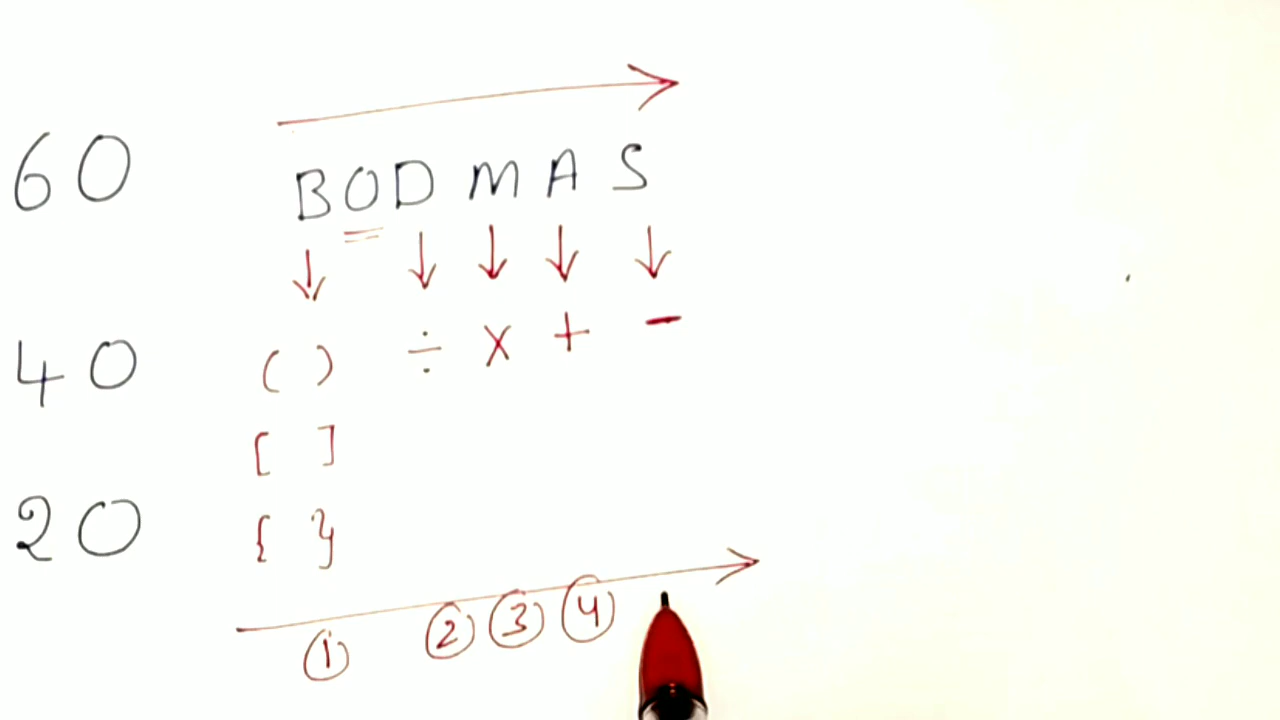 60 BODMAS
40 ( ) ÷ × + -
[ ]
20 { }
① ② ③ ④